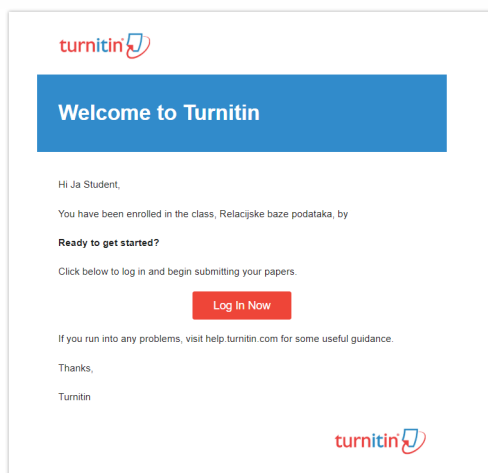 turnitin
Welcome to Turnitin
Hi Ja Student,
You have been enrolled in the class, Relacijske baze podataka, by
Ready to get started?
Click below to log in and begin submitting your papers.
Log In Now
If you run into any problems, visit help.turnitin.com for some useful guidance.
Thanks,
Turnitin
turnitin